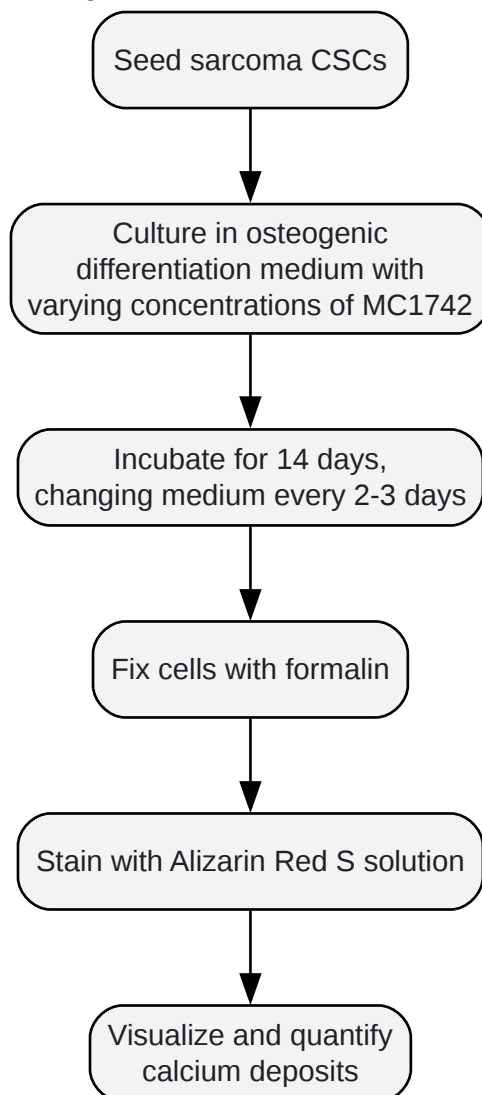 Seed sarcoma CSCs
Culture in osteogenic
differentiation medium with
varying concentrations of MC1742
Incubate for 14 days,
changing medium every 2-3 days
Fix cells with formalin
Stain with Alizarin Red S solution
Visualize and quantify
calcium deposits